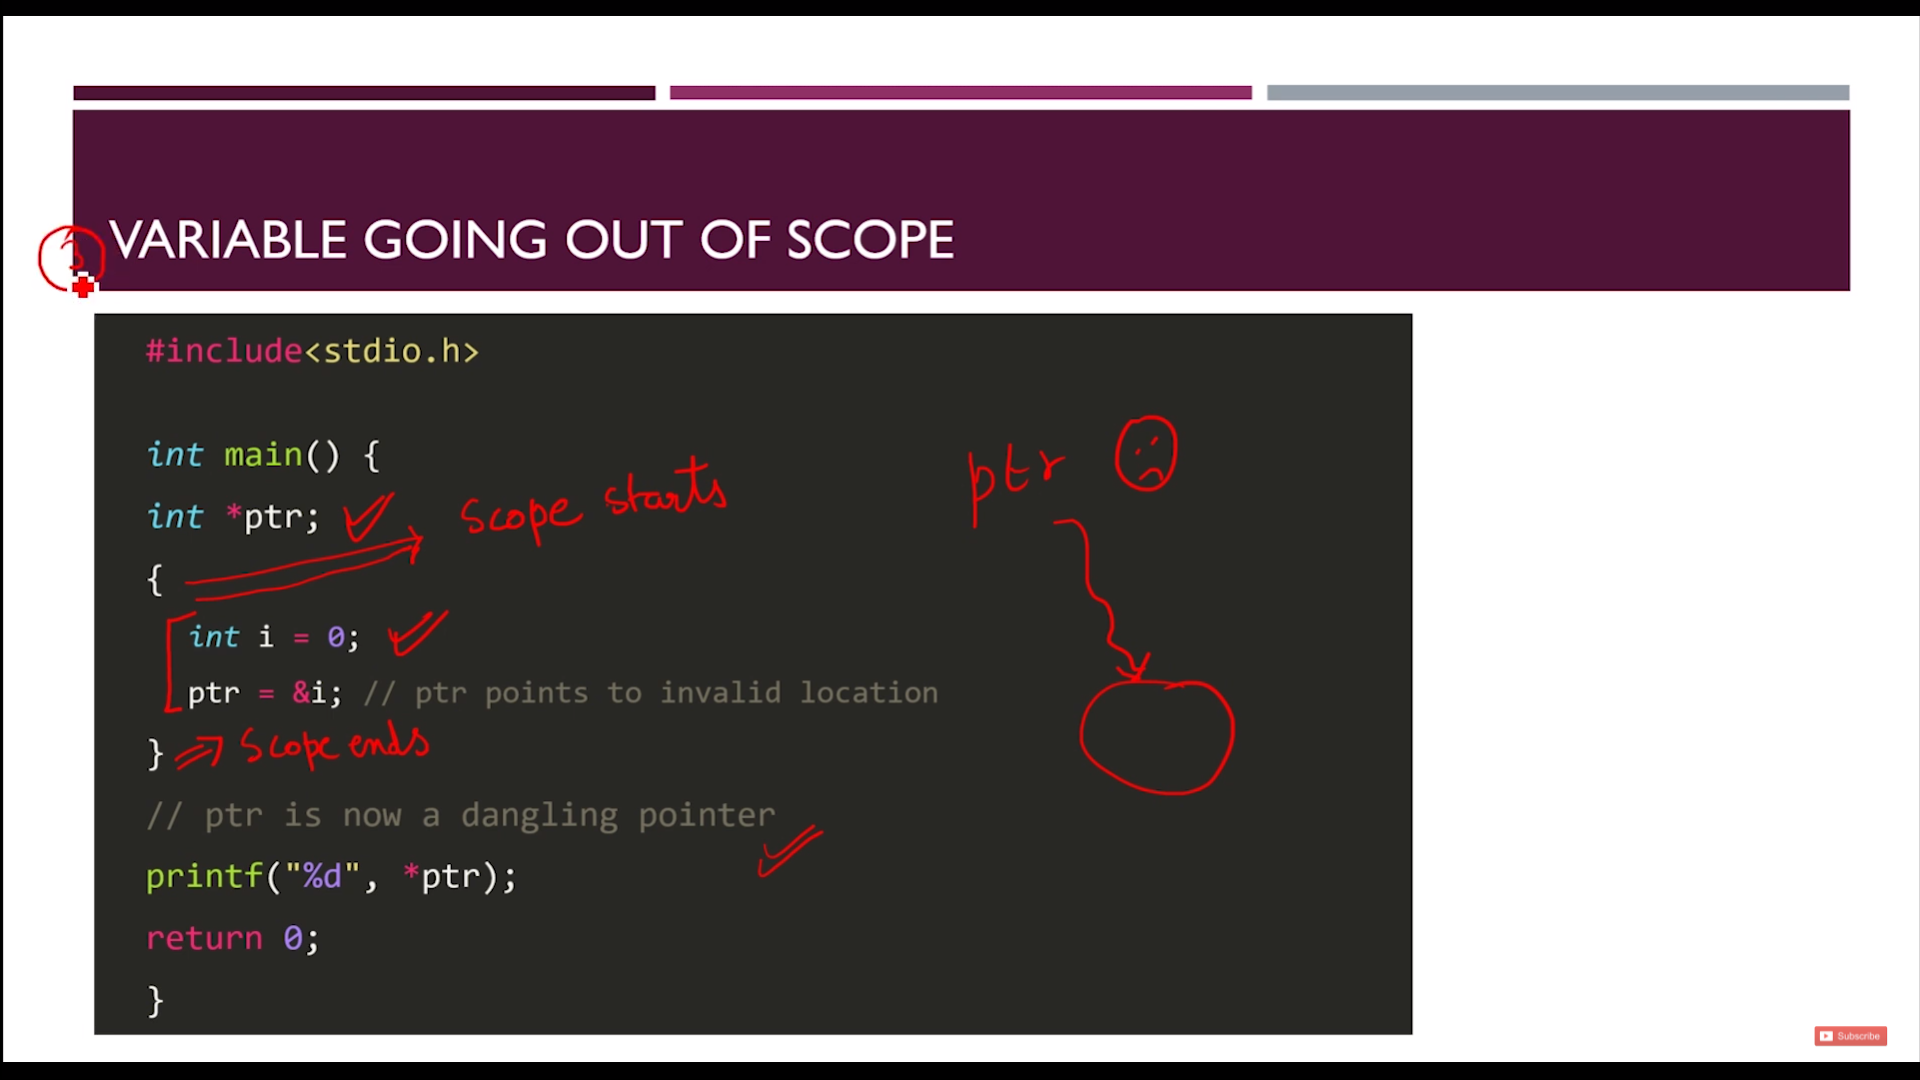 3
VARIABLE GOING OUT OF SCOPE
#include<stdio.h>
int main() {
int *ptr;
Scope starts
ptr
{
int i = 0;
ptr = &i; // ptr points to invalid location
} => Scope ends
// ptr is now a dangling pointer
printf("%d", *ptr);
return 0;
}
Subscribe